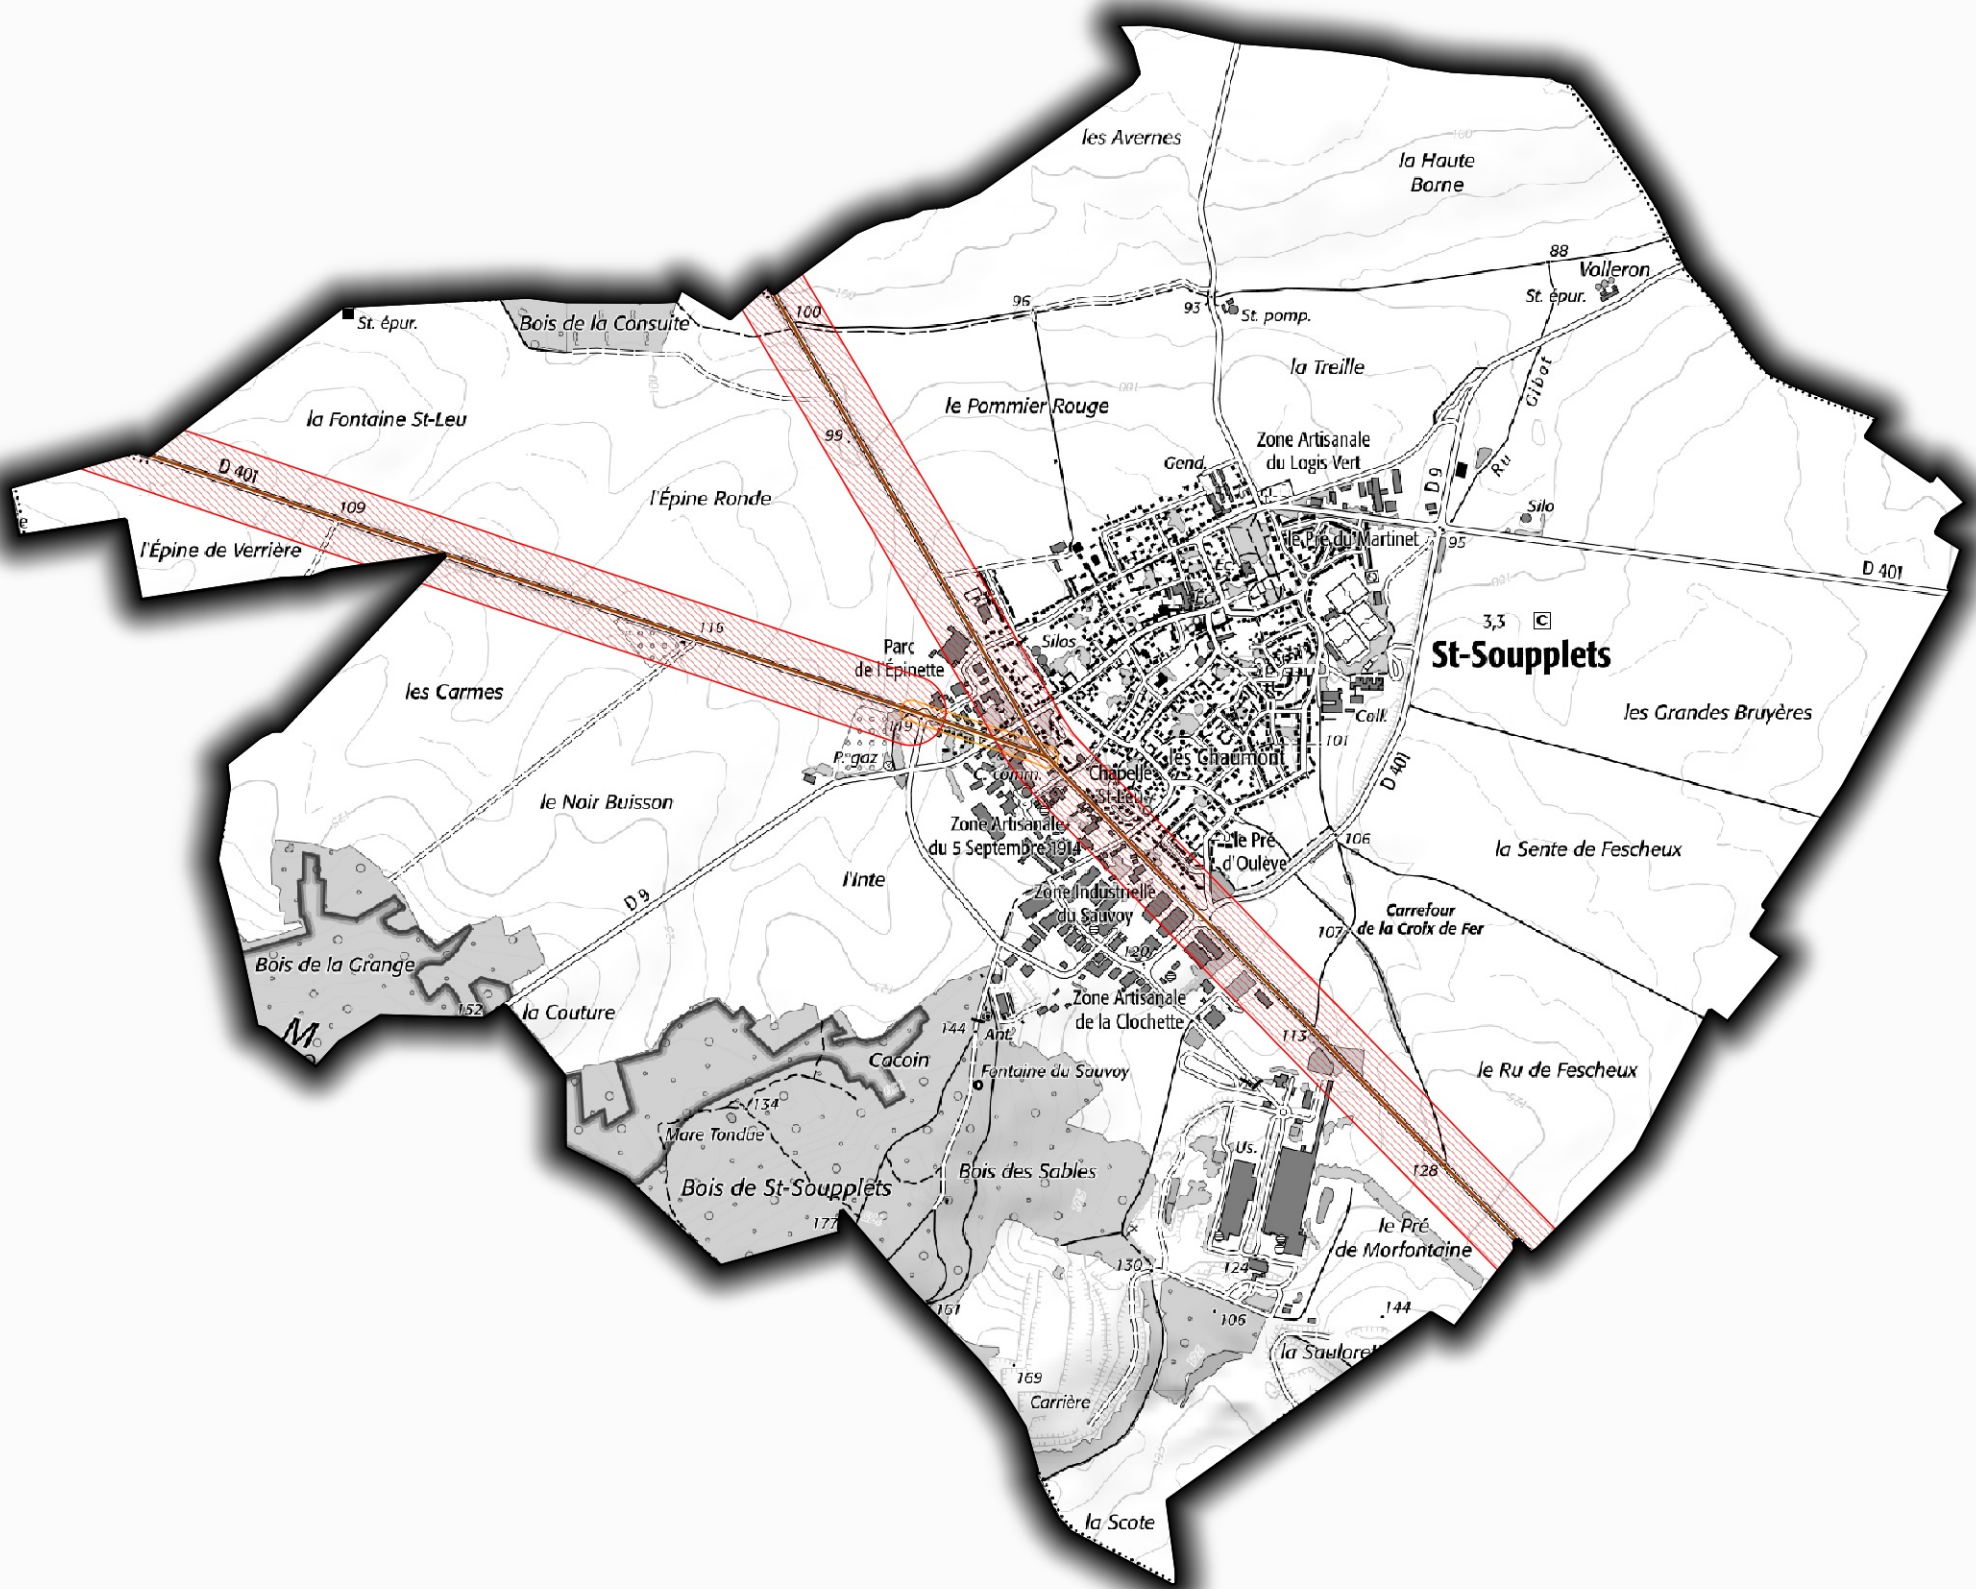 les Avernes
la Haute
Borne
88
Volleron
St. épur.
96
93
St. pomp.
100
St. épur.
Bois de la Consuite
la Treille
Ru Gibat
le Pommier Rouge
la Fontaine St-Leu
99
Zone Artisanale
du Logis Vert
Gend.
D 9
D 401
109
l'Épine Ronde
Silo
le Pré du Martinet
95
l'Épine de Verrière
D 401
3,3 C
St-Soupplets
116
Parc
de l'Épinette
Silos
les Carmes
les Grandes Bruyères
Coll.
119
101
P. gaz
C. comm.
Chapelle
St-Leu
les Chaumont
D 401
le Noir Buisson
Zone Artisanale
du 5 Septembre 1914
le Pré
d'Oulève
106
la Sente de Fescheux
l'Inte
D 9
Zone Industrielle
du Sauvoy
120
Carrefour
de la Croix de Fer
107
Bois de la Grange
152
la Couture
M
Zone Artisanale
de la Clochette
144
Ant.
113
Cacoin
Fontaine du Sauvoy
le Ru de Fescheux
134
Mare Tondue
Us.
Bois des Sables
128
Bois de St-Soupplets
177
le Pré
de Morfontaine
130
124
161
106
144
la Saulore
169
Carrière
la Scote